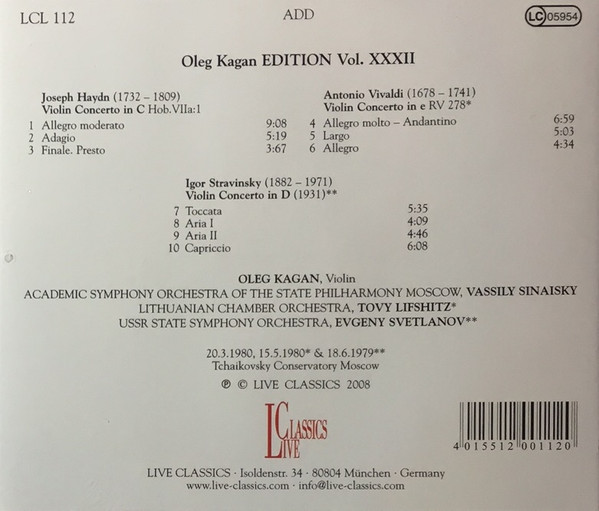 LCL 112
ADD
LC 05954
Oleg Kagan EDITION Vol. XXXII
Joseph Haydn (1732 – 1809)
Violin Concerto in C Hob.VIIa:1
1 Allegro moderato 9:08
2 Adagio 5:19
3 Finale. Presto 3:67
Antonio Vivaldi (1678 – 1741)
Violin Concerto in e RV 278*
4 Allegro molto – Andantino 6:59
5 Largo 5:03
6 Allegro 4:34
Igor Stravinsky (1882 – 1971)
Violin Concerto in D (1931)**
7 Toccata 5:35
8 Aria I 4:09
9 Aria II 4:46
10 Capriccio 6:08
OLEG KAGAN, Violin
ACADEMIC SYMPHONY ORCHESTRA OF THE STATE PHILHARMONY MOSCOW, VASSILY SINAISKY
LITHUANIAN CHAMBER ORCHESTRA, TOVY LIFSHITZ*
USSR STATE SYMPHONY ORCHESTRA, EVGENY SVETLANOV**
20.3.1980, 15.5.1980* & 18.6.1979**
Tchaikovsky Conservatory Moscow
℗ © LIVE CLASSICS 2008
LIVE CLASSICS
4 015512 001120
LIVE CLASSICS · Isoldenstr. 34 · 80804 München · Germany
www.live-classics.com · info@live-classics.com